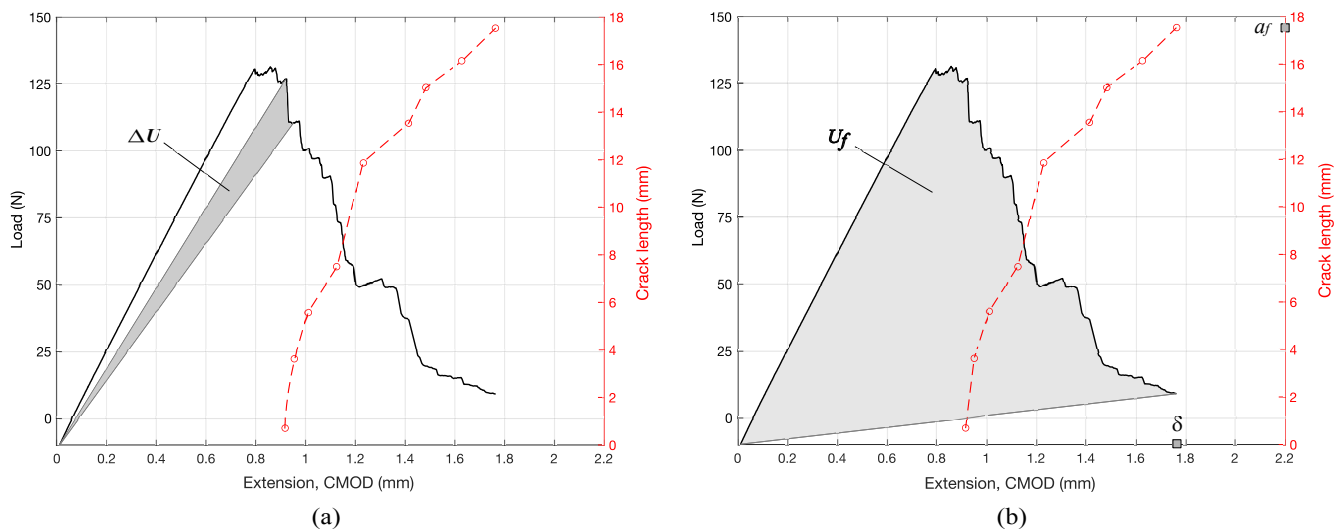 150
125
100
75
50
25
0
Load (N)
ΔU
0 0.2 0.4 0.6 0.8 1 1.2 1.4 1.6 1.8 2 2.2
Extension, CMOD (mm)
18
16
14
12
10
8
6
4
2
0
Crack length (mm)
(a)
150
125
100
75
50
25
0
Load (N)
Uf
af
δ
0 0.2 0.4 0.6 0.8 1 1.2 1.4 1.6 1.8 2 2.2
Extension, CMOD (mm)
18
16
14
12
10
8
6
4
2
0
Crack length (mm)
(b)